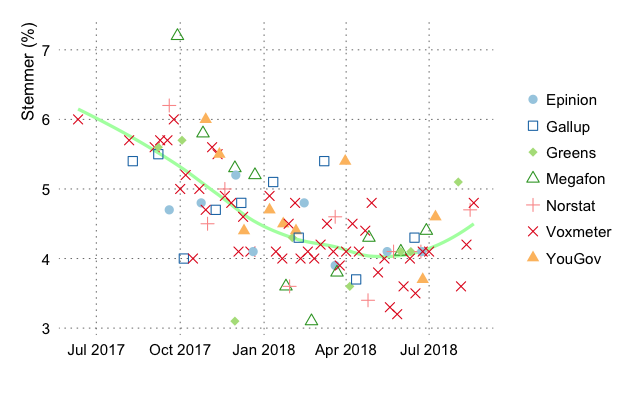 Stemmer (%)
7
6
5
4
3
Jul 2017
Oct 2017
Jan 2018
Apr 2018
Jul 2018
Epinion
Gallup
Greens
Megafon
Norstat
Voxmeter
YouGov